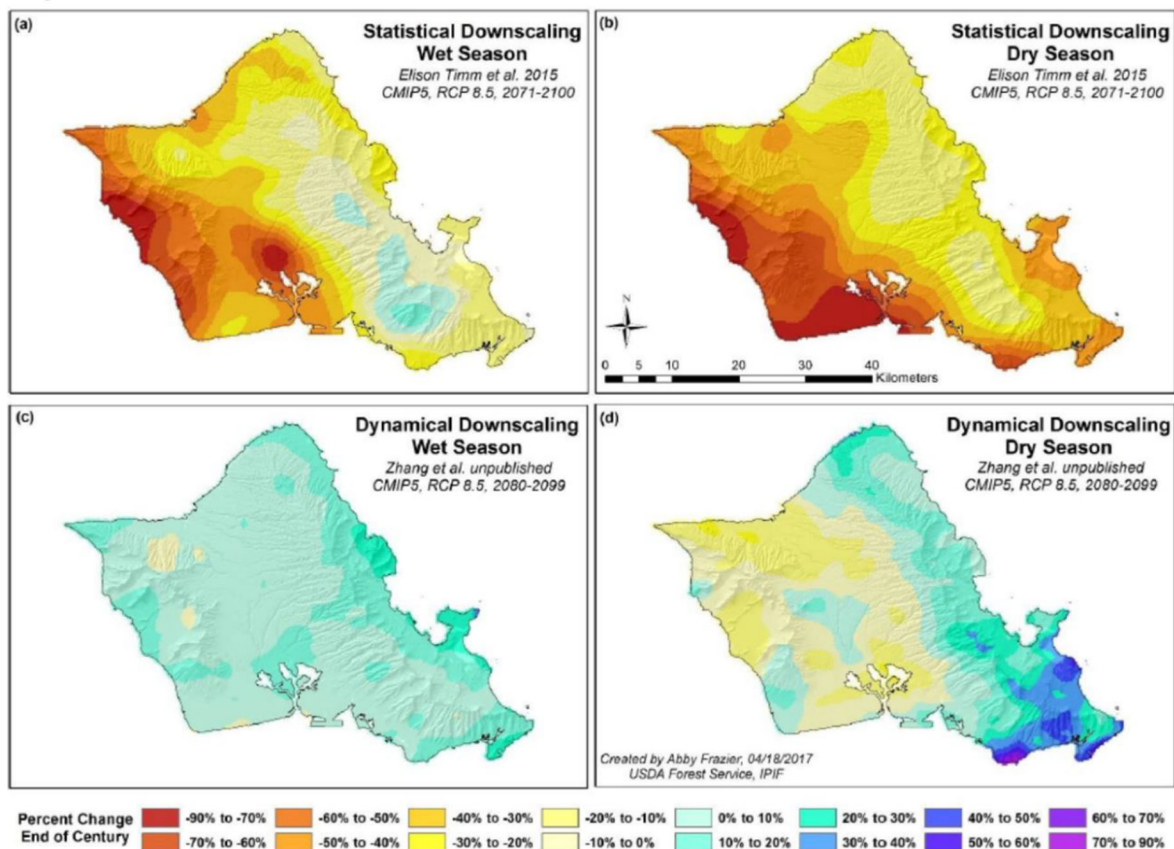 (a)
Statistical Downscaling
Wet Season
Elison Timm et al. 2015
CMIP5, RCP 8.5, 2071-2100
(b)
Statistical Downscaling
Dry Season
Elison Timm et al. 2015
CMIP5, RCP 8.5, 2071-2100
N
0 5 10 20 30 40
Kilometers
(c)
Dynamical Downscaling
Wet Season
Zhang et al. unpublished
CMIP5, RCP 8.5, 2080-2099
(d)
Dynamical Downscaling
Dry Season
Zhang et al. unpublished
CMIP5, RCP 8.5, 2080-2099
Created by Abby Frazier, 04/18/2017
USDA Forest Service, IPIF
Percent Change -90% to -70% -60% to -50% -40% to -30% -20% to -10% 0% to 10% 20% to 30% 40% to 50% 60% to 70%
End of Century -70% to -60% -50% to -40% -30% to -20% -10% to 0% 10% to 20% 30% to 40% 50% to 60% 70% to 90%